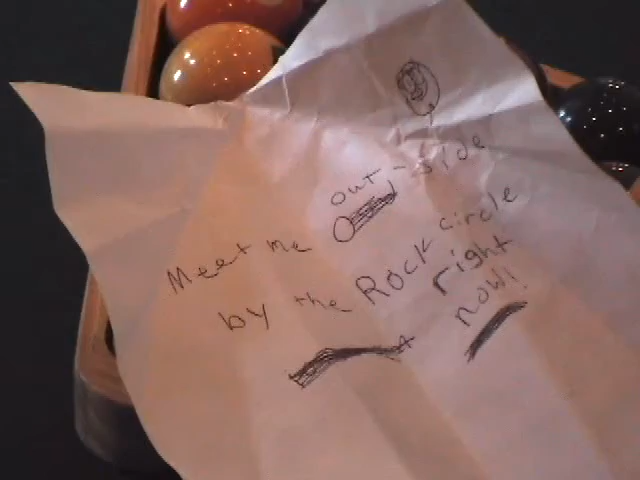 out-side
Meet me O
by the Rock circle
right
now!!